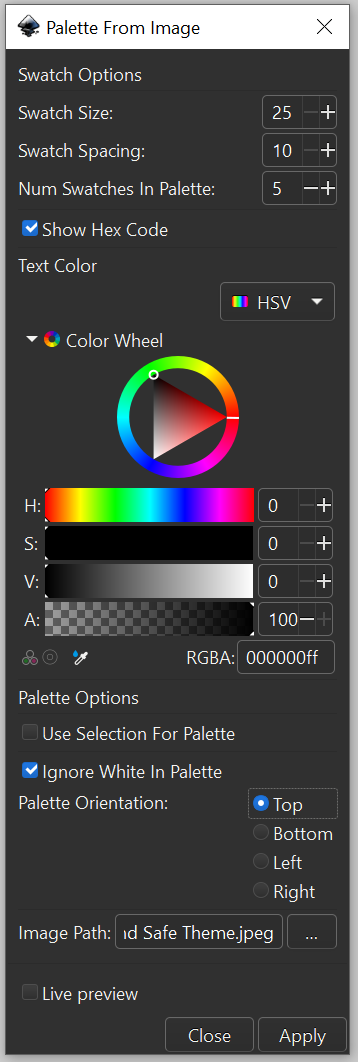 Palette From Image
Swatch Options
Swatch Size: 25
Swatch Spacing: 10
Num Swatches In Palette: 5
Show Hex Code
Text Color
HSV
Color Wheel
H: 0
S: 0
V: 0
A: 100
RGBA: 000000ff
Palette Options
Use Selection For Palette
Ignore White In Palette
Palette Orientation: Top
Bottom
Left
Right
Image Path: Safe Theme.jpeg ...
Live preview
Close Apply